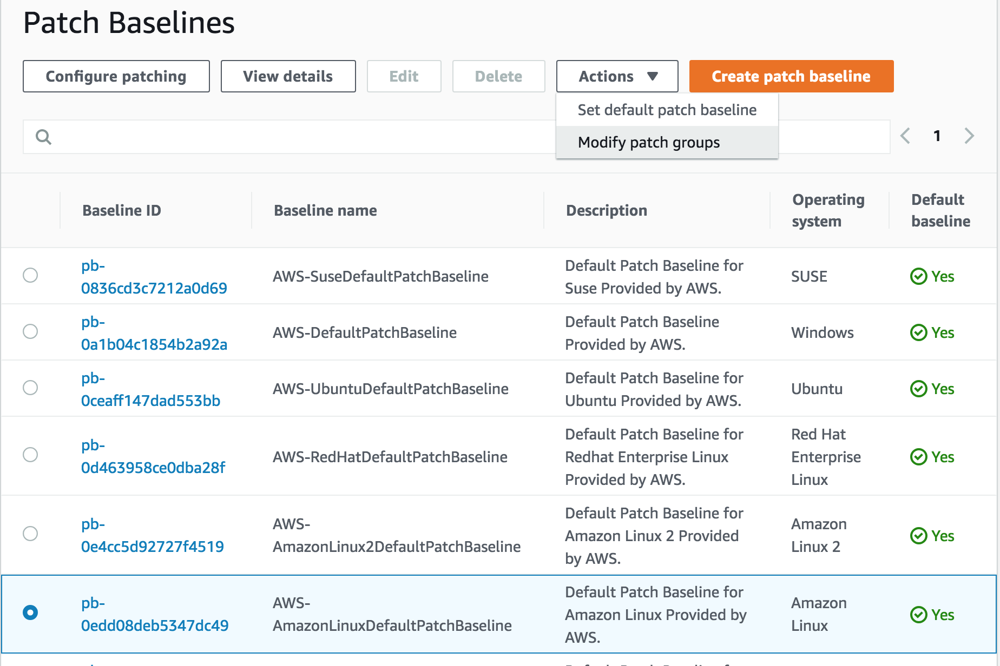 Patch Baselines
Configure patching
View details
Edit
Delete
Actions
Create patch baseline
Set default patch baseline
Modify patch groups
1
Baseline ID
Baseline name
Description
Operating
system
Default
baseline
pb-
0836cd3c7212a0d69
AWS-SuseDefaultPatchBaseline
Default Patch Baseline for
Suse Provided by AWS.
SUSE
Yes
pb-
0a1b04c1854b2a92a
AWS-DefaultPatchBaseline
Default Patch Baseline
Provided by AWS.
Windows
Yes
pb-
0ceaff147dad553bb
AWS-UbuntuDefaultPatchBaseline
Default Patch Baseline for
Ubuntu Provided by AWS.
Ubuntu
Yes
pb-
0d463958ce0dba28f
AWS-RedHatDefaultPatchBaseline
Default Patch Baseline for
Redhat Enterprise Linux
Provided by AWS.
Red Hat
Enterprise
Linux
Yes
pb-
0e4cc5d92727f4519
AWS-
AmazonLinux2DefaultPatchBaseline
Default Patch Baseline for
Amazon Linux 2 Provided
by AWS.
Amazon
Linux 2
Yes
pb-
0edd08deb5347dc49
AWS-
AmazonLinuxDefaultPatchBaseline
Default Patch Baseline for
Amazon Linux Provided by
AWS.
Amazon
Linux
Yes